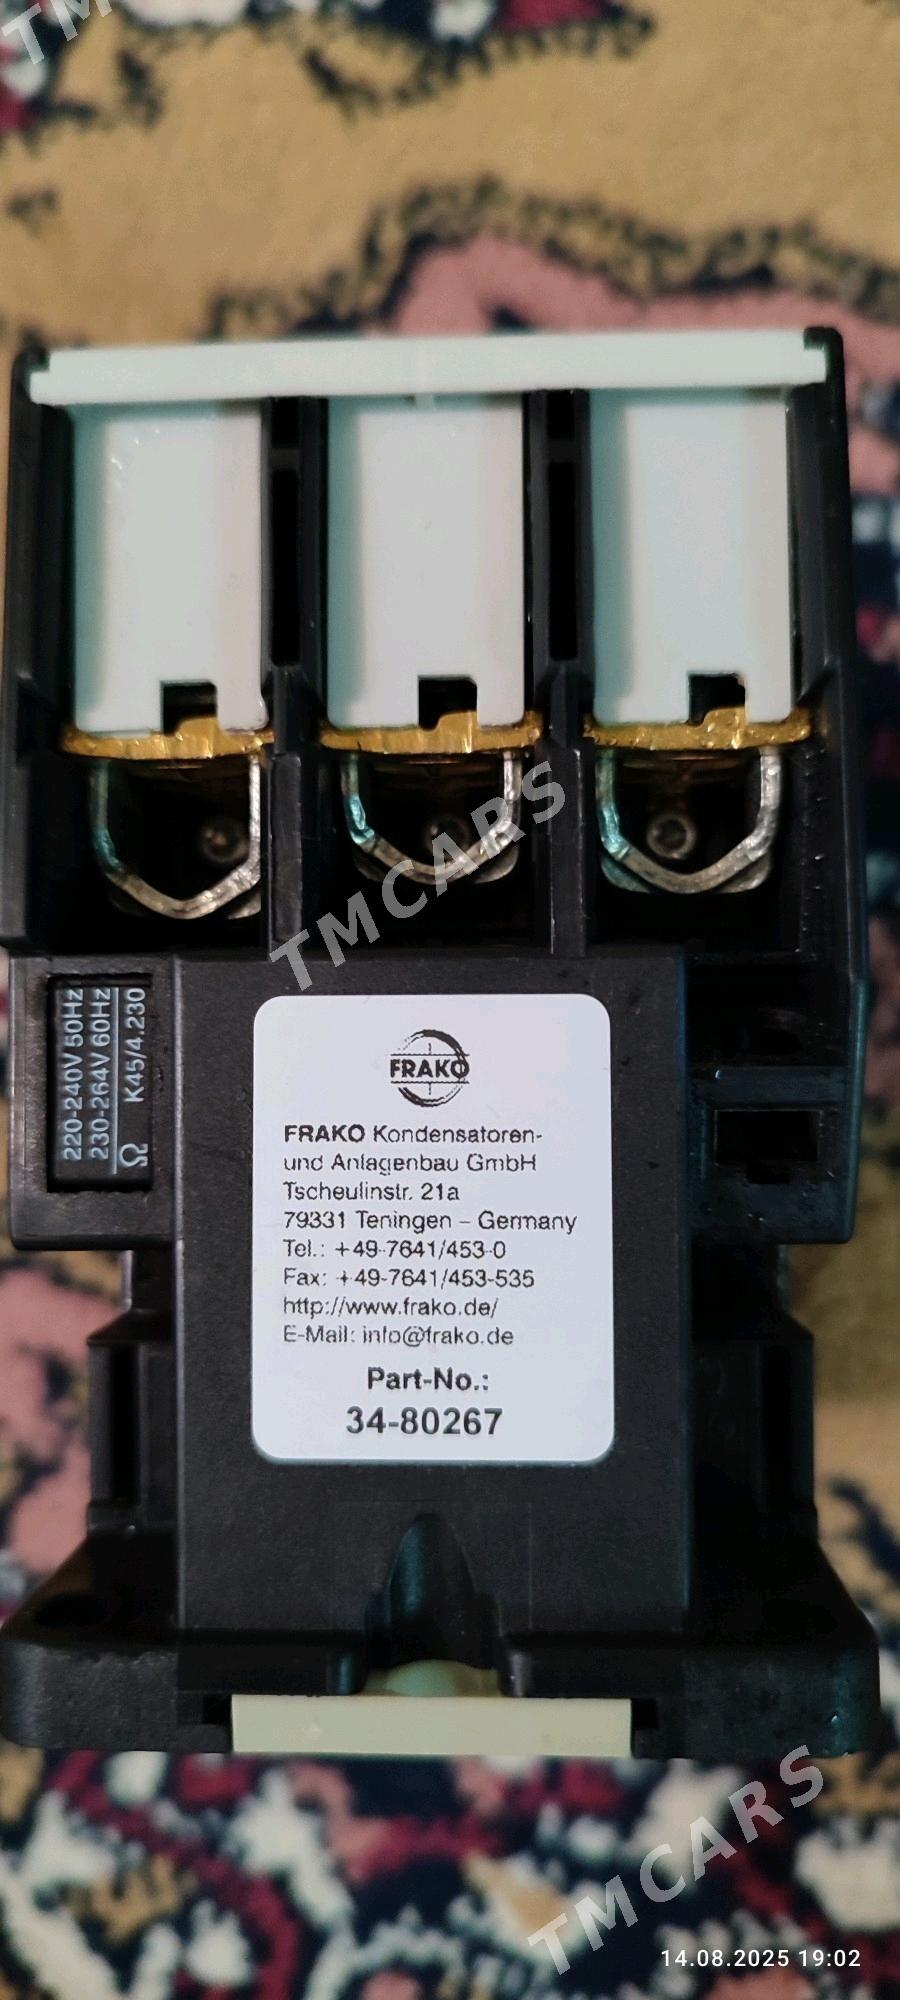 TMCARS
220-240V 50Hz
230-264V 60Hz
Ω K45/4.230
FRAKO
FRAKO Kondensatoren-
und Anlagenbau GmbH
Tscheulinstr. 21a
79331 Teningen – Germany
Tel.: +49-7641/453-0
Fax: +49-7641/453-535
http://www.frako.de/
E-Mail: info@frako.de
Part-No.:
34-80267
TMCARS
14.08.2025 19:02